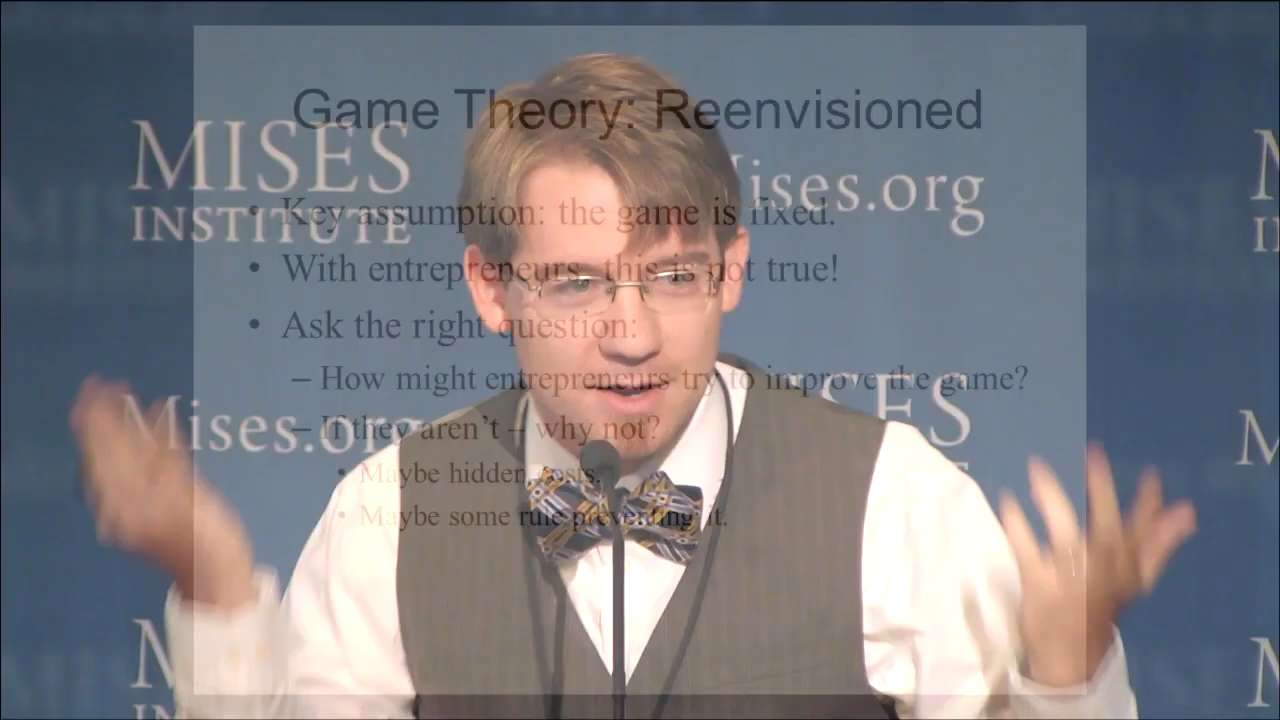 Game Theory: Reenvisioned
• Key assumption: the game is fixed.
• With entrepreneurs, this is not true!
• Ask the right question:
– How might entrepreneurs try to improve the game?
– If they aren't – why not?
• Maybe hidden costs.
• Maybe some rule preventing it.
MISES
INSTITUTE
Mises.org
Mises.org